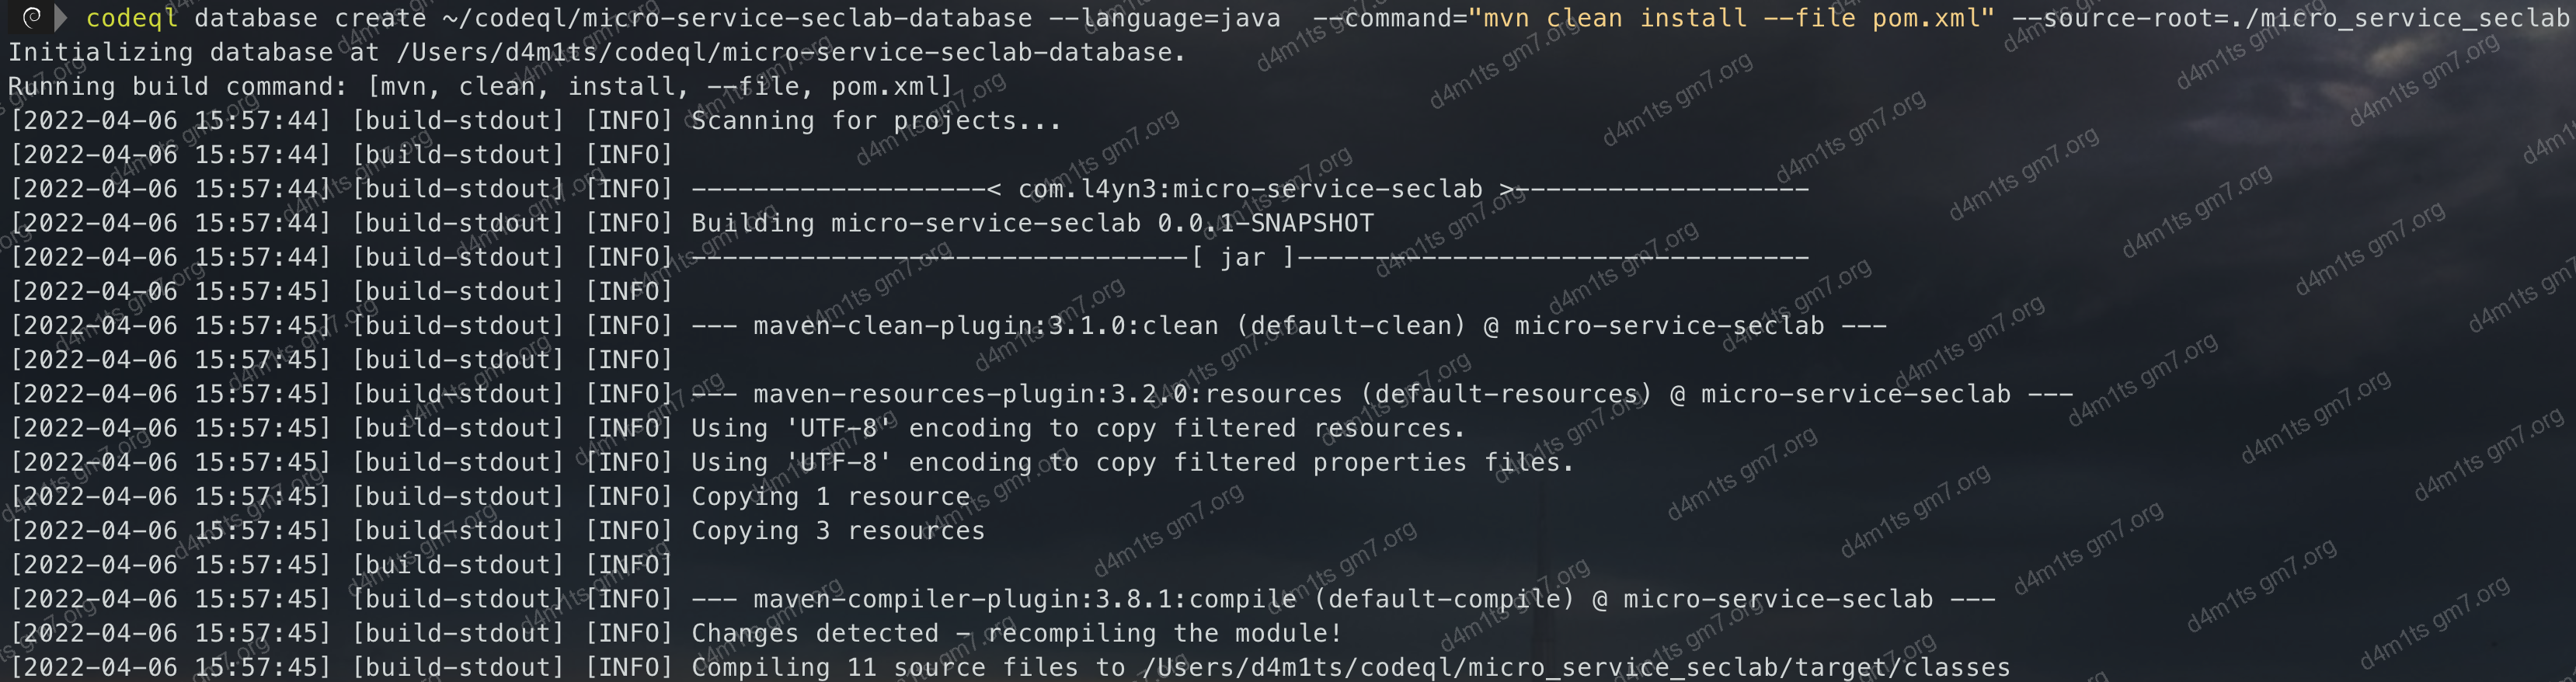 codeql database create ~/codeql/micro-service-seclab-database --language=java  --command="mvn clean install --file pom.xml" --source-root=./micro_service_seclab
Initializing database at /Users/d4m1ts/codeql/micro-service-seclab-database.
Running build command: [mvn, clean, install, --file, pom.xml]
[2022-04-06 15:57:44] [build-stdout] [INFO] Scanning for projects...
[2022-04-06 15:57:44] [build-stdout] [INFO]
[2022-04-06 15:57:44] [build-stdout] [INFO] -------------------< com.l4yn3:micro-service-seclab >-------------------
[2022-04-06 15:57:44] [build-stdout] [INFO] Building micro-service-seclab 0.0.1-SNAPSHOT
[2022-04-06 15:57:44] [build-stdout] [INFO] --------------------------------[ jar ]---------------------------------
[2022-04-06 15:57:45] [build-stdout] [INFO]
[2022-04-06 15:57:45] [build-stdout] [INFO] --- maven-clean-plugin:3.1.0:clean (default-clean) @ micro-service-seclab ---
[2022-04-06 15:57:45] [build-stdout] [INFO]
[2022-04-06 15:57:45] [build-stdout] [INFO] --- maven-resources-plugin:3.2.0:resources (default-resources) @ micro-service-seclab ---
[2022-04-06 15:57:45] [build-stdout] [INFO] Using 'UTF-8' encoding to copy filtered resources.
[2022-04-06 15:57:45] [build-stdout] [INFO] Using 'UTF-8' encoding to copy filtered properties files.
[2022-04-06 15:57:45] [build-stdout] [INFO] Copying 1 resource
[2022-04-06 15:57:45] [build-stdout] [INFO] Copying 3 resources
[2022-04-06 15:57:45] [build-stdout] [INFO]
[2022-04-06 15:57:45] [build-stdout] [INFO] --- maven-compiler-plugin:3.8.1:compile (default-compile) @ micro-service-seclab ---
[2022-04-06 15:57:45] [build-stdout] [INFO] Changes detected - recompiling the module!
[2022-04-06 15:57:45] [build-stdout] [INFO] Compiling 11 source files to /Users/d4m1ts/codeql/micro_service_seclab/target/classes
d4m1ts gm7.org